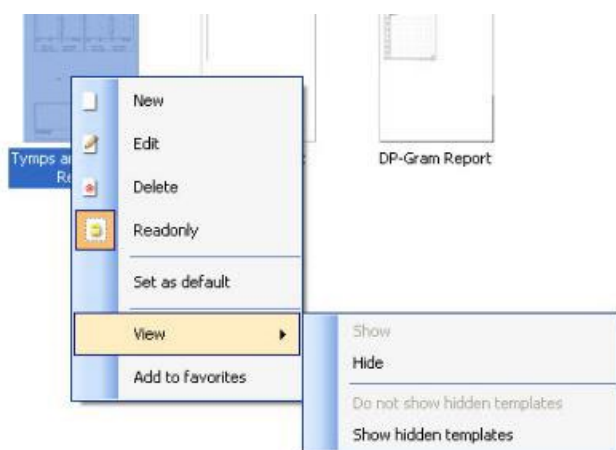 New
Edit
Tymps a
DP-Gram Report
Re
Delete
Readonly
Set as default
View
Show
Hide
Add to favorites
Do not show hidden templates
Show hidden templates